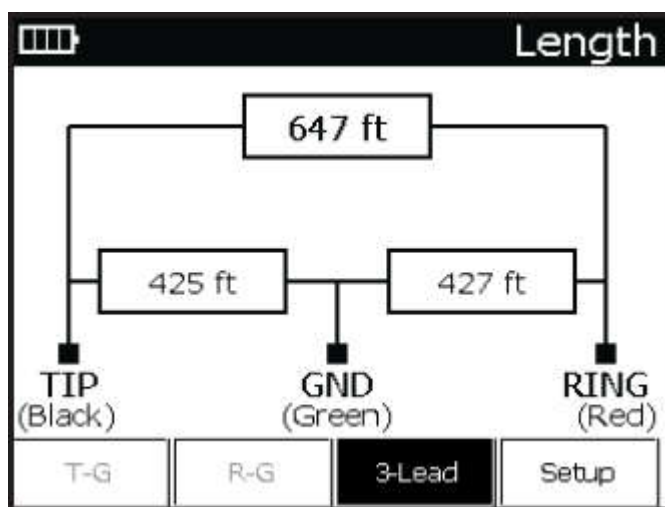 Length
647 ft
425 ft
427 ft
TIP
(Black)
GND
(Green)
RING
(Red)
T-G
R-G
3-Lead
Setup